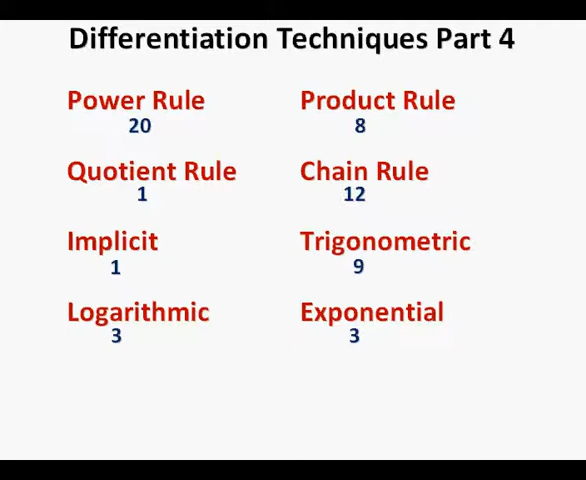 Differentiation Techniques Part 4
Power Rule
20
Product Rule
8
Quotient Rule
1
Chain Rule
12
Implicit
1
Trigonometric
9
Logarithmic
3
Exponential
3